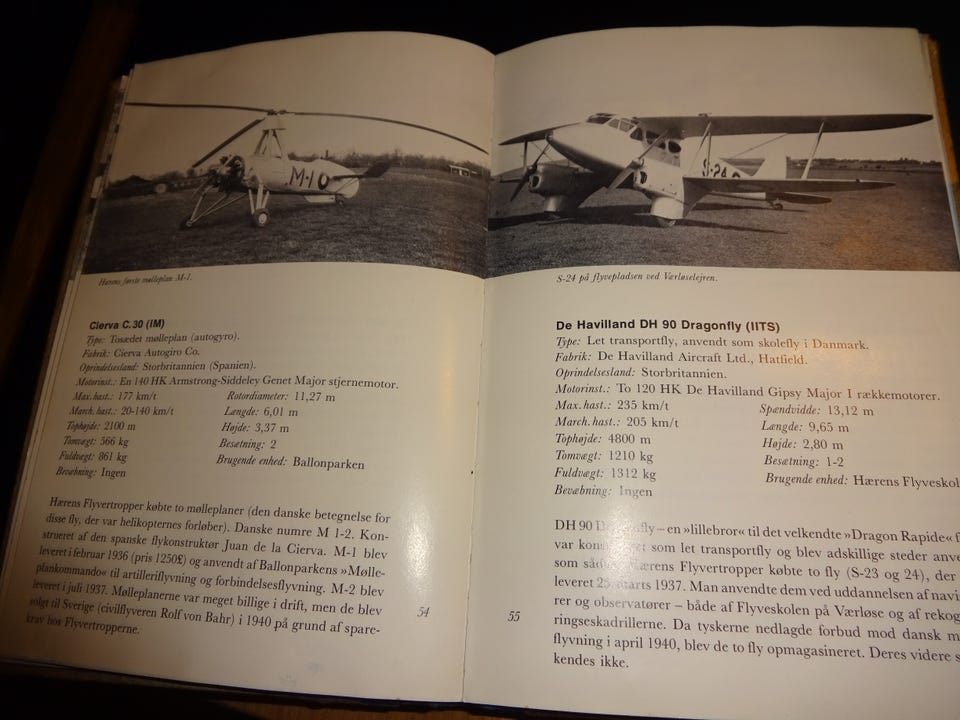 M-1
Hærens første mølleplan M-1.
Cierva C.30 (IM)
Type: Tosædet mølleplan (autogyro).
Fabrik: Cierva Autogiro Co.
Oprindelsesland: Storbritannien (Spanien).
Motorinst.: En 140 HK Armstrong-Siddeley Genet Major stjernemotor.
Max.hast.: 177 km/t Rotordiameter: 11,27 m
March.hast.: 20-140 km/t Længde: 6,01 m
Tophøjde: 2100 m Højde: 3,37 m
Tomvægt: 566 kg Besætning: 2
Fuldvægt: 861 kg Brugende enhed: Ballonparken
Bevæbning: Ingen
Hærens Flyvertropper købte to mølleplaner (den danske betegnelse for
disse fly, der var helikopternes forløber). Danske numre M 1-2. Kon-
strueret af den spanske flykonstruktør Juan de la Cierva. M-1 blev
leveret i februar 1936 (pris 1250£) og anvendt af Ballonparkens »Mølle-
plankommando« til artilleriflyvning og forbindelsesflyvning. M-2 blev
leveret i juli 1937. Mølleplanerne var meget billige i drift, men de blev
solgt til Sverige (civilflyveren Rolf von Bahr) i 1940 på grund af spare-
krav hos Flyvertropperne.
54
S-24
S-24 på flyvepladsen ved Værløselejren.
De Havilland DH 90 Dragonfly (IITS)
Type: Let transportfly, anvendt som skolefly i Danmark.
Fabrik: De Havilland Aircraft Ltd., Hatfield.
Oprindelsesland: Storbritannien.
Motorinst.: To 120 HK De Havilland Gipsy Major I rækkemotorer.
Max.hast.: 235 km/t Spændvidde: 13,12 m
March.hast.: 205 km/t Længde: 9,65 m
Tophøjde: 4800 m Højde: 2,80 m
Tomvægt: 1210 kg Besætning: 1-2
Fuldvægt: 1312 kg Brugende enhed: Hærens Flyveskol
Bevæbning: Ingen
DH 90 Dragonfly – en »lillebror« til det velkendte »Dragon Rapide« f
var som let transportfly og blev adskillige steder anve
som Hærens Flyvertropper købte to fly (S-23 og 24), der
leveret marts 1937. Man anvendte dem ved uddannelsen af navi
rer og observatører – både af Flyveskolen på Værløse og af rekog
ringseskadrillerne. Da tyskerne nedlagde forbud mod dansk m
flyvning i april 1940, blev de to fly opmagasineret. Deres videre s
kendes ikke.
55